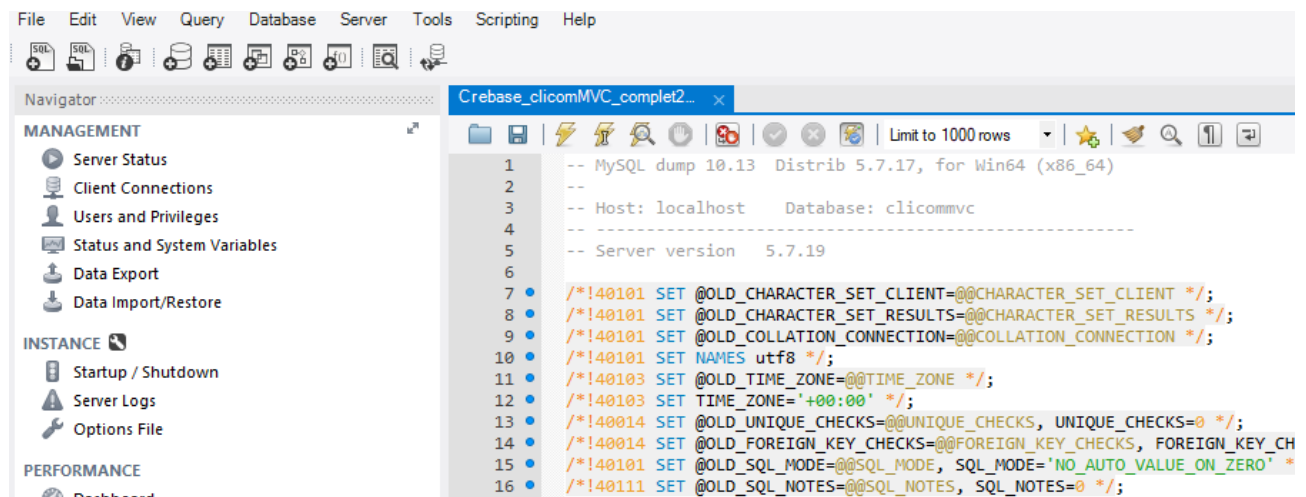 File Edit View Query Database Server Tools Scripting Help
SQL SQL
Navigator
MANAGEMENT
Server Status
Client Connections
Users and Privileges
Status and System Variables
Data Export
Data Import/Restore
INSTANCE
Startup / Shutdown
Server Logs
Options File
PERFORMANCE
Dashboard
Crebase_clicomMVC_complet2...
Limit to 1000 rows
1 -- MySQL dump 10.13  Distrib 5.7.17, for Win64 (x86_64)
2 --
3 -- Host: localhost    Database: clicommvc
4 -- ------------------------------------------------------
5 -- Server version   5.7.19
6
7 /*!40101 SET @OLD_CHARACTER_SET_CLIENT=@@CHARACTER_SET_CLIENT */;
8 /*!40101 SET @OLD_CHARACTER_SET_RESULTS=@@CHARACTER_SET_RESULTS */;
9 /*!40101 SET @OLD_COLLATION_CONNECTION=@@COLLATION_CONNECTION */;
10 /*!40101 SET NAMES utf8 */;
11 /*!40103 SET @OLD_TIME_ZONE=@@TIME_ZONE */;
12 /*!40103 SET TIME_ZONE='+00:00' */;
13 /*!40014 SET @OLD_UNIQUE_CHECKS=@@UNIQUE_CHECKS, UNIQUE_CHECKS=0 */;
14 /*!40014 SET @OLD_FOREIGN_KEY_CHECKS=@@FOREIGN_KEY_CHECKS, FOREIGN_KEY_CH
15 /*!40101 SET @OLD_SQL_MODE=@@SQL_MODE, SQL_MODE='NO_AUTO_VALUE_ON_ZERO' *
16 /*!40111 SET @OLD_SQL_NOTES=@@SQL_NOTES, SQL_NOTES=0 */;